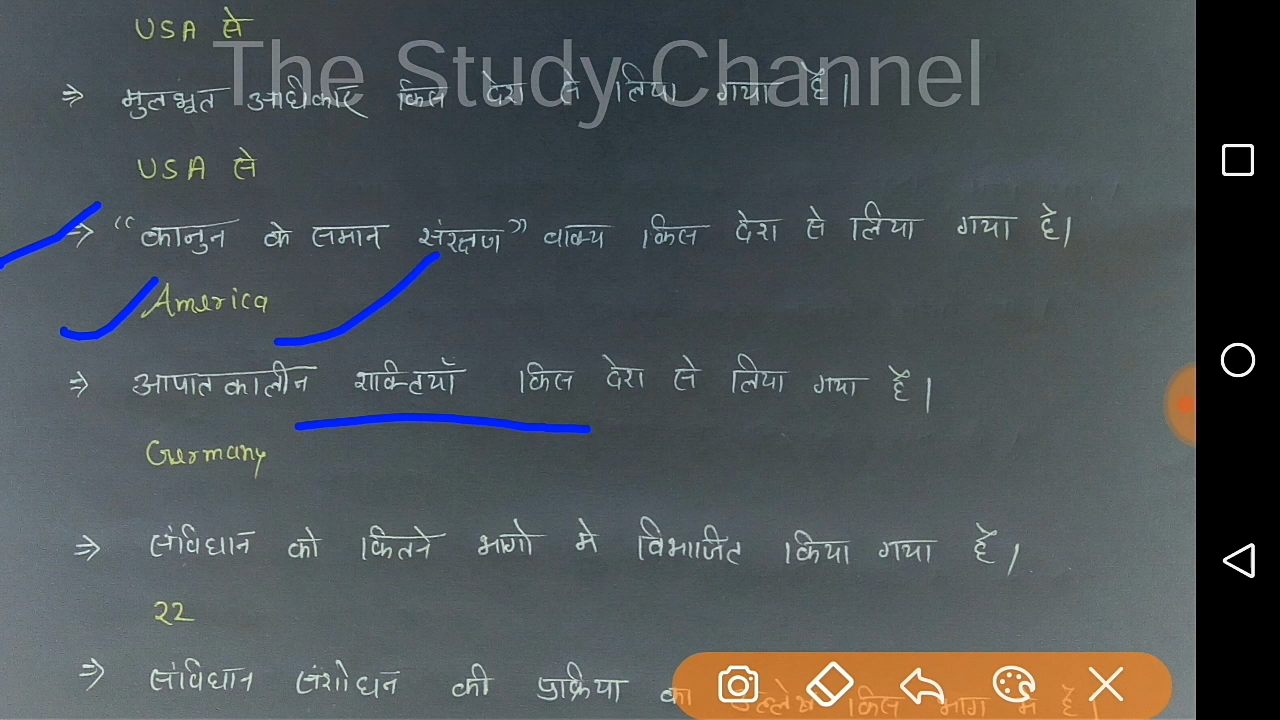 USA से
The Study Channel
⇒ मुलभूत अधिकार किस देश से लिया गया है।
USA से
⇒ “कानुन के समान संरक्षण” वाक्य किस देश से लिया गया है।
America
⇒ आपातकालीन शक्तियाँ किस देश से लिया गया है।
Germany
⇒ संविधान को कितने भागो मे विभाजित किया गया है।
22
⇒ संविधान संशोधन की प्रक्रिया का उल्लेख किस भाग में है।